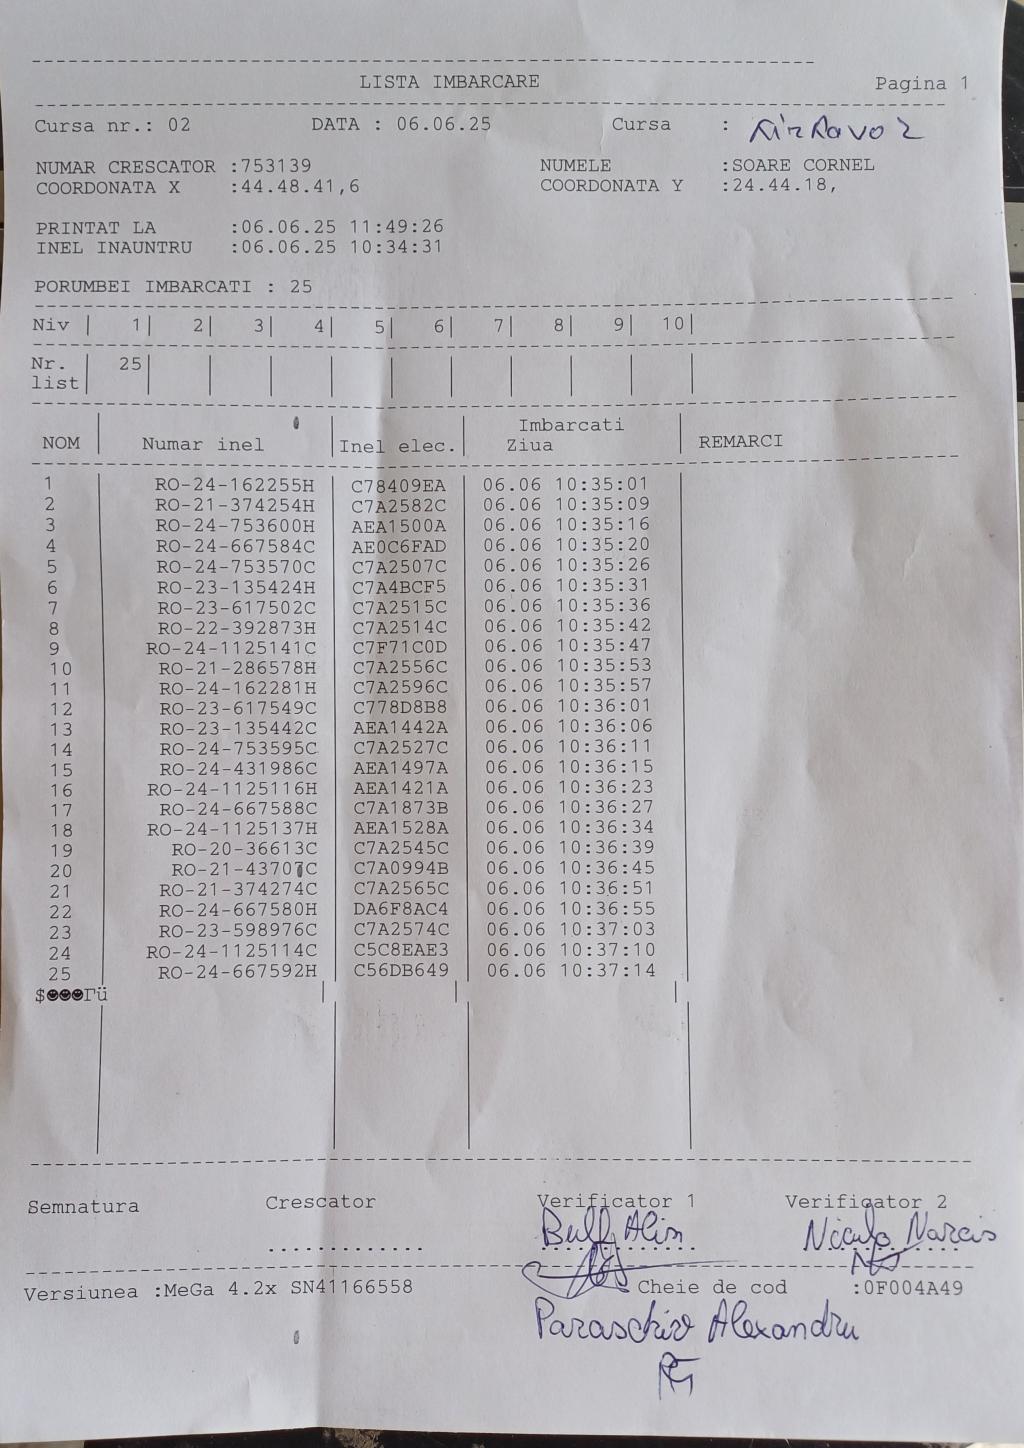 LISTA IMBARCARE Pagina 1
Cursa nr.: 02 DATA : 06.06.25 Cursa :
NUMAR CRESCATOR :753139 NUMELE :SOARE CORNEL
COORDONATA X :44.48.41,6 COORDONATA Y :24.44.18,
PRINTAT LA :06.06.25 11:49:26
INEL INAUNTRU :06.06.25 10:34:31
PORUMBEI IMBARCATI : 25
Niv | 1| 2| 3| 4| 5| 6| 7| 8| 9| 10|
Nr. list | 25|
NOM | Numar inel | Inel elec. | Imbarcati Ziua | REMARCI
1 RO-24-162255H C78409EA 06.06 10:35:01
2 RO-21-374254H C7A2582C 06.06 10:35:09
3 RO-24-753600H AEA1500A 06.06 10:35:16
4 RO-24-667584C AE0C6FAD 06.06 10:35:20
5 RO-24-753570C C7A2507C 06.06 10:35:26
6 RO-23-135424H C7A4BCF5 06.06 10:35:31
7 RO-23-617502C C7A2515C 06.06 10:35:36
8 RO-22-392873H C7A2514C 06.06 10:35:42
9 RO-24-1125141C C7F71C0D 06.06 10:35:47
10 RO-21-286578H C7A2556C 06.06 10:35:53
11 RO-24-162281H C7A2596C 06.06 10:35:57
12 RO-23-617549C C778D8B8 06.06 10:36:01
13 RO-23-135442C AEA1442A 06.06 10:36:06
14 RO-24-753595C C7A2527C 06.06 10:36:11
15 RO-24-431986C AEA1497A 06.06 10:36:15
16 RO-24-1125116H AEA1421A 06.06 10:36:23
17 RO-24-667588C C7A1873B 06.06 10:36:27
18 RO-24-1125137H AEA1528A 06.06 10:36:34
19 RO-20-36613C C7A2545C 06.06 10:36:39
20 C7A0994B 06.06 10:36:45
21 RO-21-374274C C7A2565C 06.06 10:36:51
22 RO-24-667580H DA6F8AC4 06.06 10:36:55
23 RO-23-598976C C7A2574C 06.06 10:37:03
24 RO-24-1125114C C5C8EAE3 06.06 10:37:10
25 RO-24-667592H C56DB649 06.06 10:37:14
$☻☻☻Γü
Semnatura Crescator Verificator 1 Verificator 2
Alin Narcis
Versiunea :MeGa 4.2x SN41166558 Cheie de cod :0F004A49
Paraschiv Alexandru